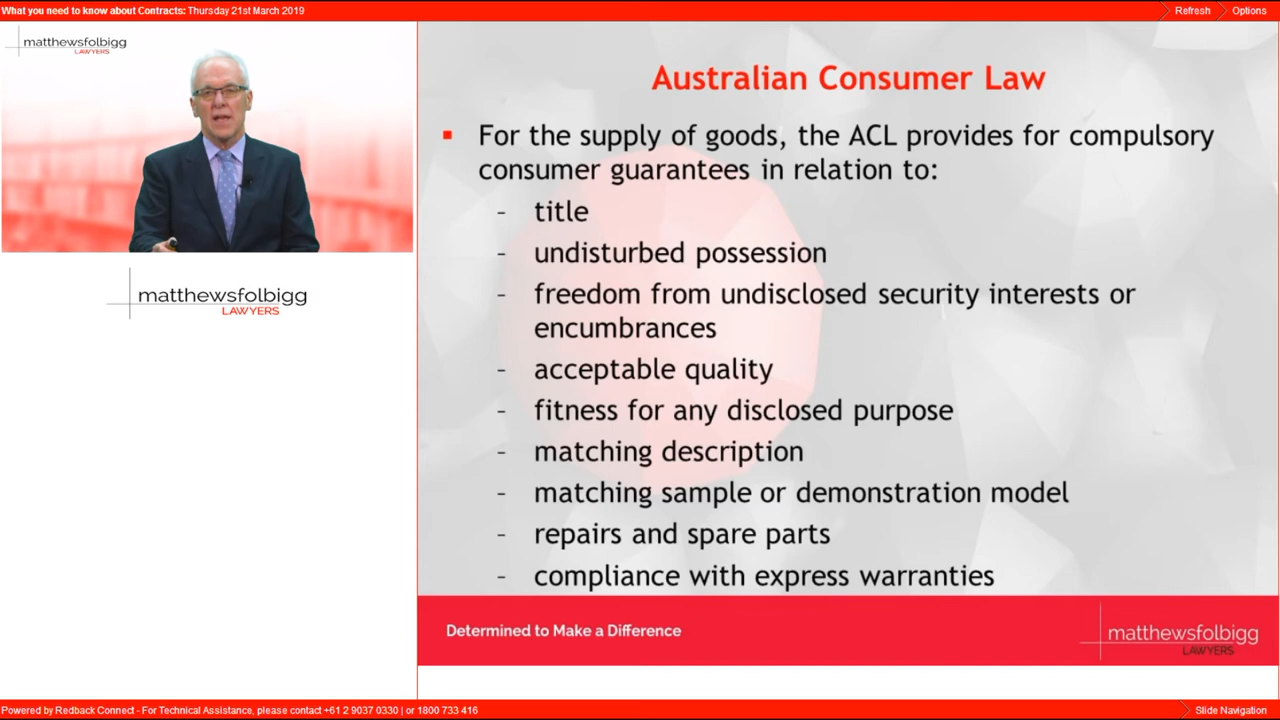 What you need to know about Contracts: Thursday 21st March 2019
Refresh
Options
matthewsfolbigg
LAWYERS
matthewsfolbigg
LAWYERS
Australian Consumer Law
For the supply of goods, the ACL provides for compulsory
consumer guarantees in relation to:
- title
- undisturbed possession
- freedom from undisclosed security interests or
encumbrances
- acceptable quality
- fitness for any disclosed purpose
- matching description
- matching sample or demonstration model
- repairs and spare parts
- compliance with express warranties
Determined to Make a Difference
matthewsfolbigg
LAWYERS
Powered by Redback Connect - For Technical Assistance, please contact +61 2 9037 0330 | or 1800 733 416
Slide Navigation